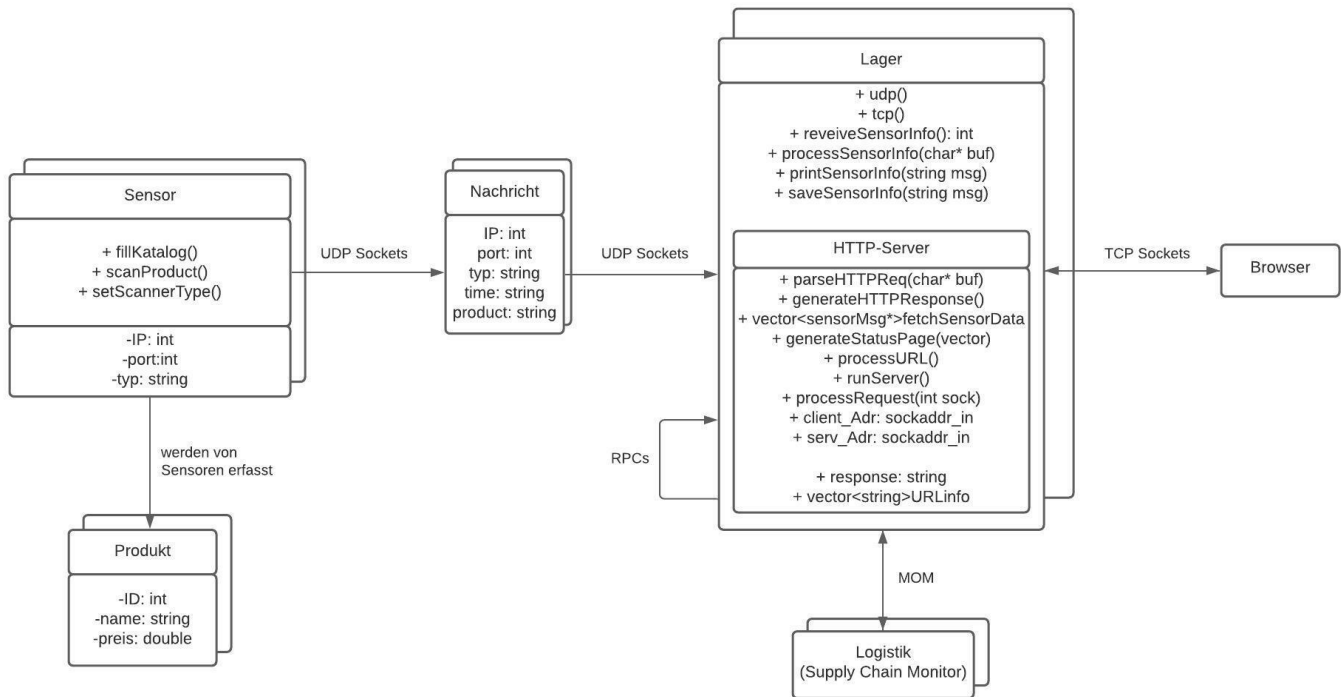 Sensor
+ fillKatalog()
+ scanProduct()
+ setScannerType()
-IP: int
-port:int
-typ: string
werden von
Sensoren erfasst
Produkt
-ID: int
-name: string
-preis: double
UDP Sockets
Nachricht
IP: int
port: int
typ: string
time: string
product: string
UDP Sockets
Lager
+ udp()
+ tcp()
+ reveiveSensorInfo(): int
+ processSensorInfo(char* buf)
+ printSensorInfo(string msg)
+ saveSensorInfo(string msg)
HTTP-Server
+ parseHTTPReq(char* buf)
+ generateHTTPResponse()
+ vector<sensorMsg*>fetchSensorData
+ generateStatusPage(vector)
+ processURL()
+ runServer()
+ processRequest(int sock)
+ client_Adr: sockaddr_in
+ serv_Adr: sockaddr_in
+ response: string
+ vector<string>URLinfo
RPCs
TCP Sockets
Browser
MOM
Logistik
(Supply Chain Monitor)